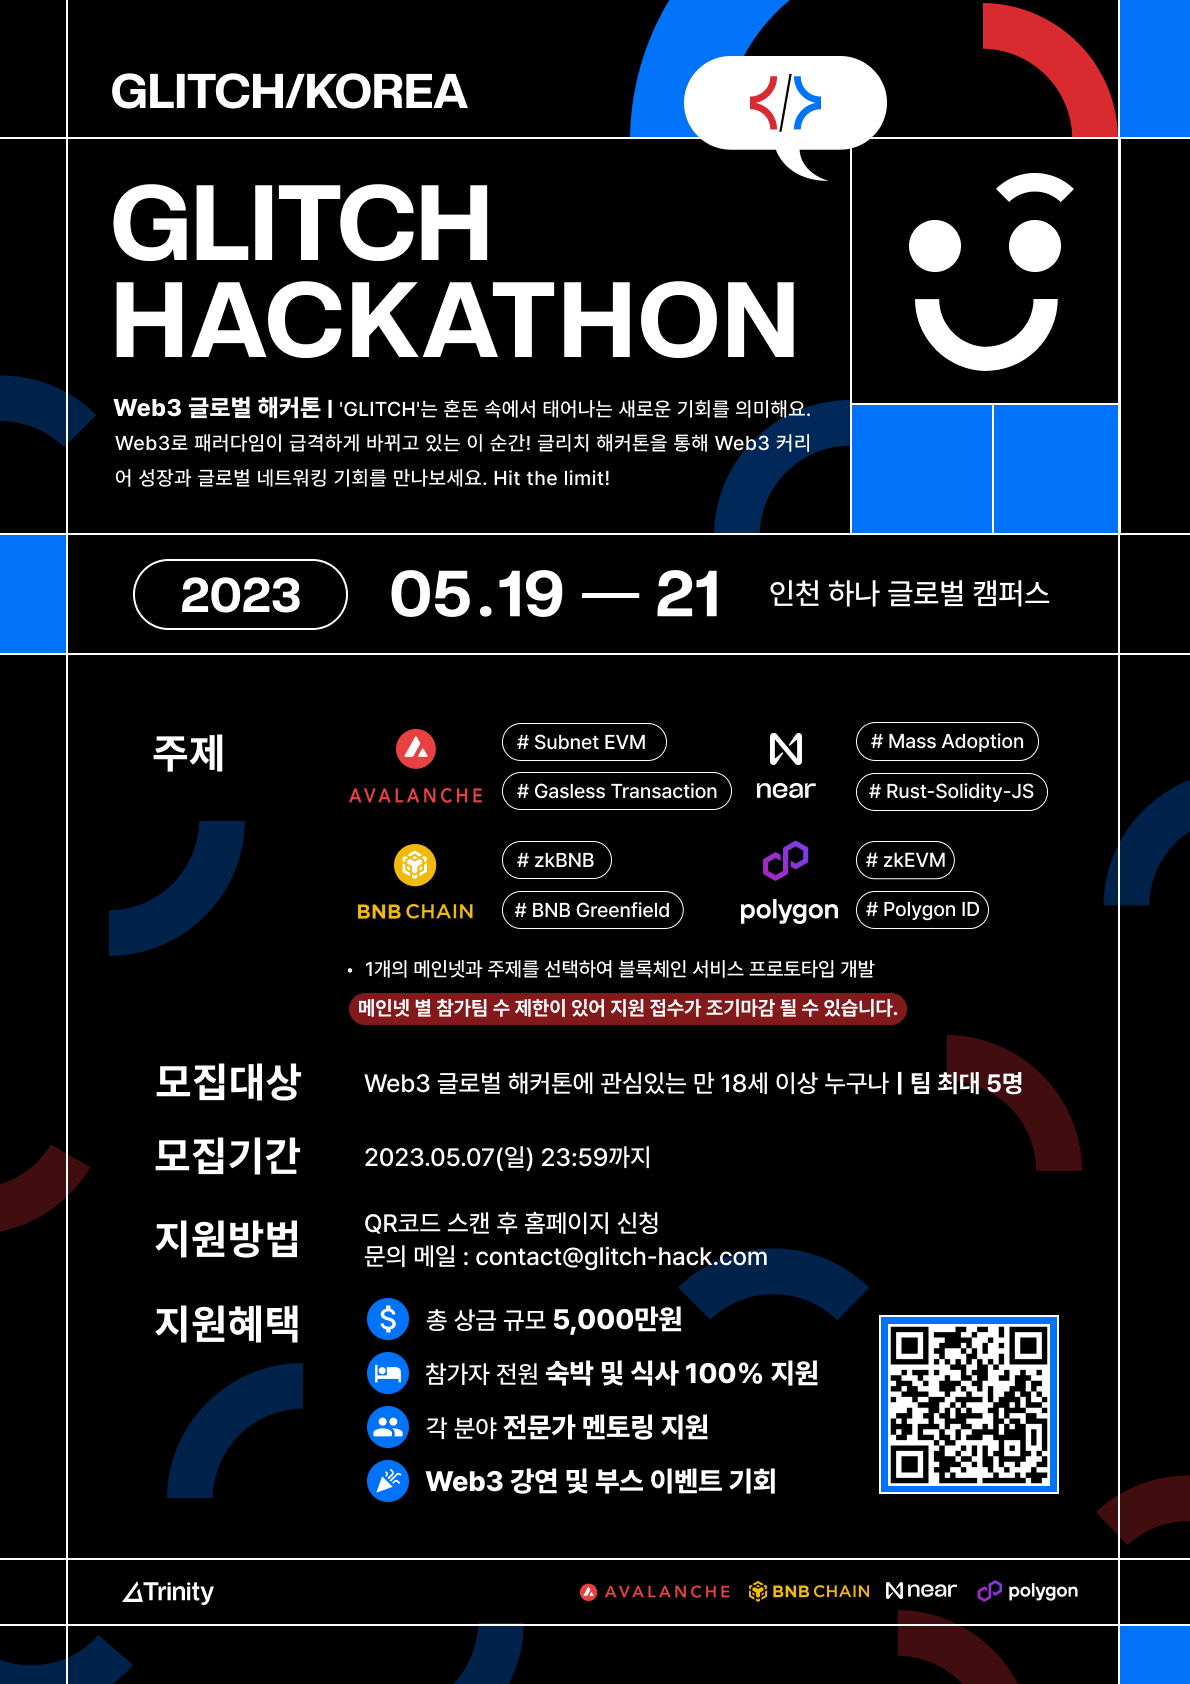 GLITCH/KOREA
GLITCH
HACKATHON
Web3 글로벌 해커톤 | 'GLITCH'는 혼돈 속에서 태어나는 새로운 기회를 의미해요.
Web3로 패러다임이 급격하게 바뀌고 있는 이 순간! 글리치 해커톤을 통해 Web3 커리
어 성장과 글로벌 네트워킹 기회를 만나보세요. Hit the limit!
2023 05.19 — 21 인천 하나 글로벌 캠퍼스
주제
AVALANCHE
# Subnet EVM
# Gasless Transaction
near
# Mass Adoption
# Rust-Solidity-JS
BNB CHAIN
# zkBNB
# BNB Greenfield
polygon
# zkEVM
# Polygon ID
• 1개의 메인넷과 주제를 선택하여 블록체인 서비스 프로토타입 개발
메인넷 별 참가팀 수 제한이 있어 지원 접수가 조기마감 될 수 있습니다.
모집대상 Web3 글로벌 해커톤에 관심있는 만 18세 이상 누구나 | 팀 최대 5명
모집기간 2023.05.07(일) 23:59까지
지원방법 QR코드 스캔 후 홈페이지 신청
문의 메일 : contact@glitch-hack.com
지원혜택 총 상금 규모 5,000만원
참가자 전원 숙박 및 식사 100% 지원
각 분야 전문가 멘토링 지원
Web3 강연 및 부스 이벤트 기회
Trinity AVALANCHE BNB CHAIN near polygon